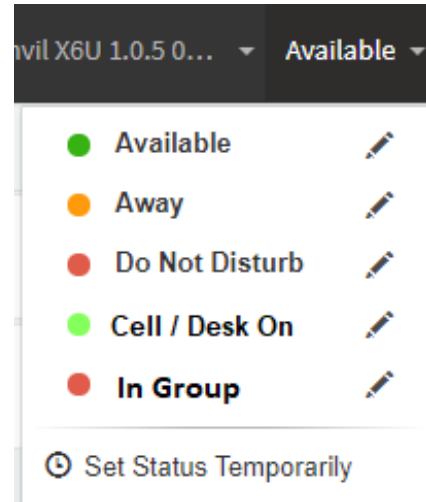 nvil X6U 1.0.5 0... Available
Available
Away
Do Not Disturb
Cell / Desk On
In Group
Set Status Temporarily